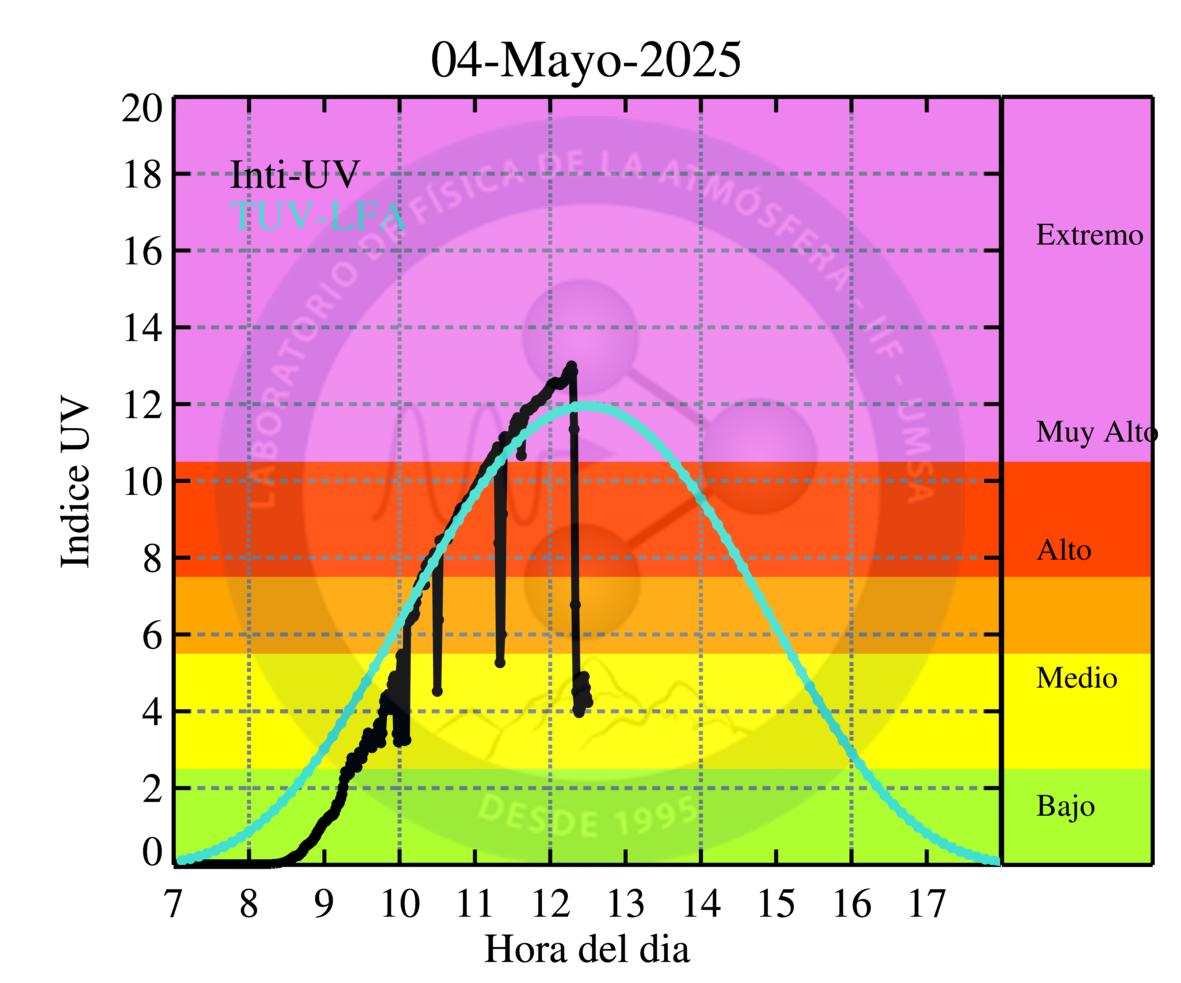 04-Mayo-2025
20
18
16
14
12
10
8
6
4
2
0
Indice UV
Inti-UV
TUV-LFA
LABORATORIO DE FÍSICA DE LA ATMÓSFERA - IIF - UMSA
DESDE 1995
Extremo
Muy Alto
Alto
Medio
Bajo
7 8 9 10 11 12 13 14 15 16 17
Hora del dia